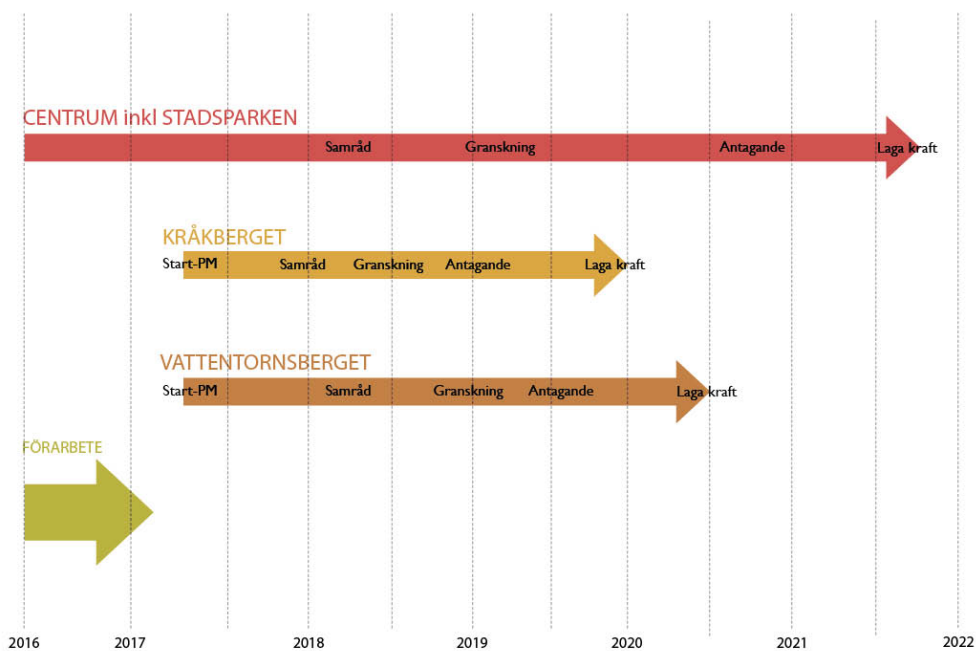 CENTRUM inkl STADSPARKEN
Samråd Granskning Antagande Laga kraft
KRÅKBERGET
Start-PM Samråd Granskning Antagande Laga kraft
VATTENTORNSBERGET
Start-PM Samråd Granskning Antagande Laga kraft
FÖRARBETE
2016 2017 2018 2019 2020 2021 2022